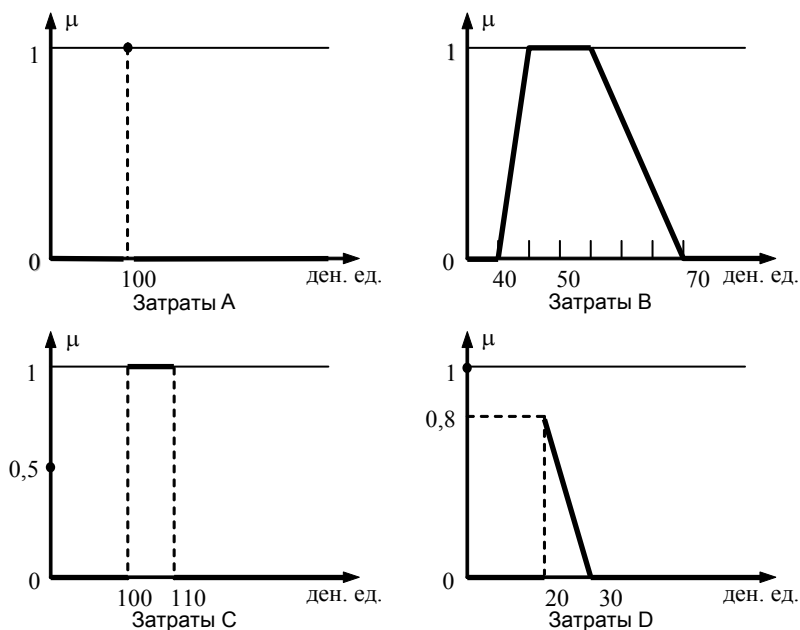 μ
1
0
100
ден. ед.
Затраты A
μ
1
0
40
50
70
ден. ед.
Затраты B
μ
1
0,5
0
100
110
ден. ед.
Затраты C
μ
1
0,8
0
20
30
ден. ед.
Затраты D